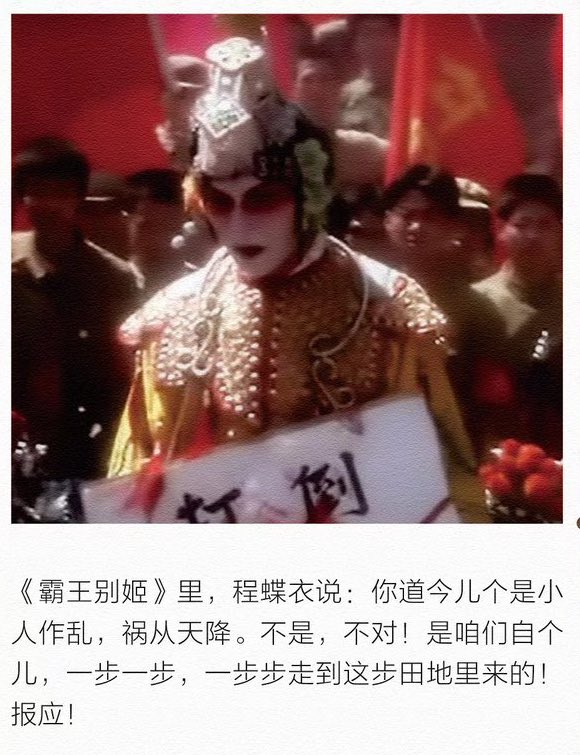 打倒
《霸王别姬》里，程蝶衣说：你道今儿个是小
人作乱，祸从天降。不是，不对！是咱们自个
儿，一步一步，一步步走到这步田地里来的！
报应！